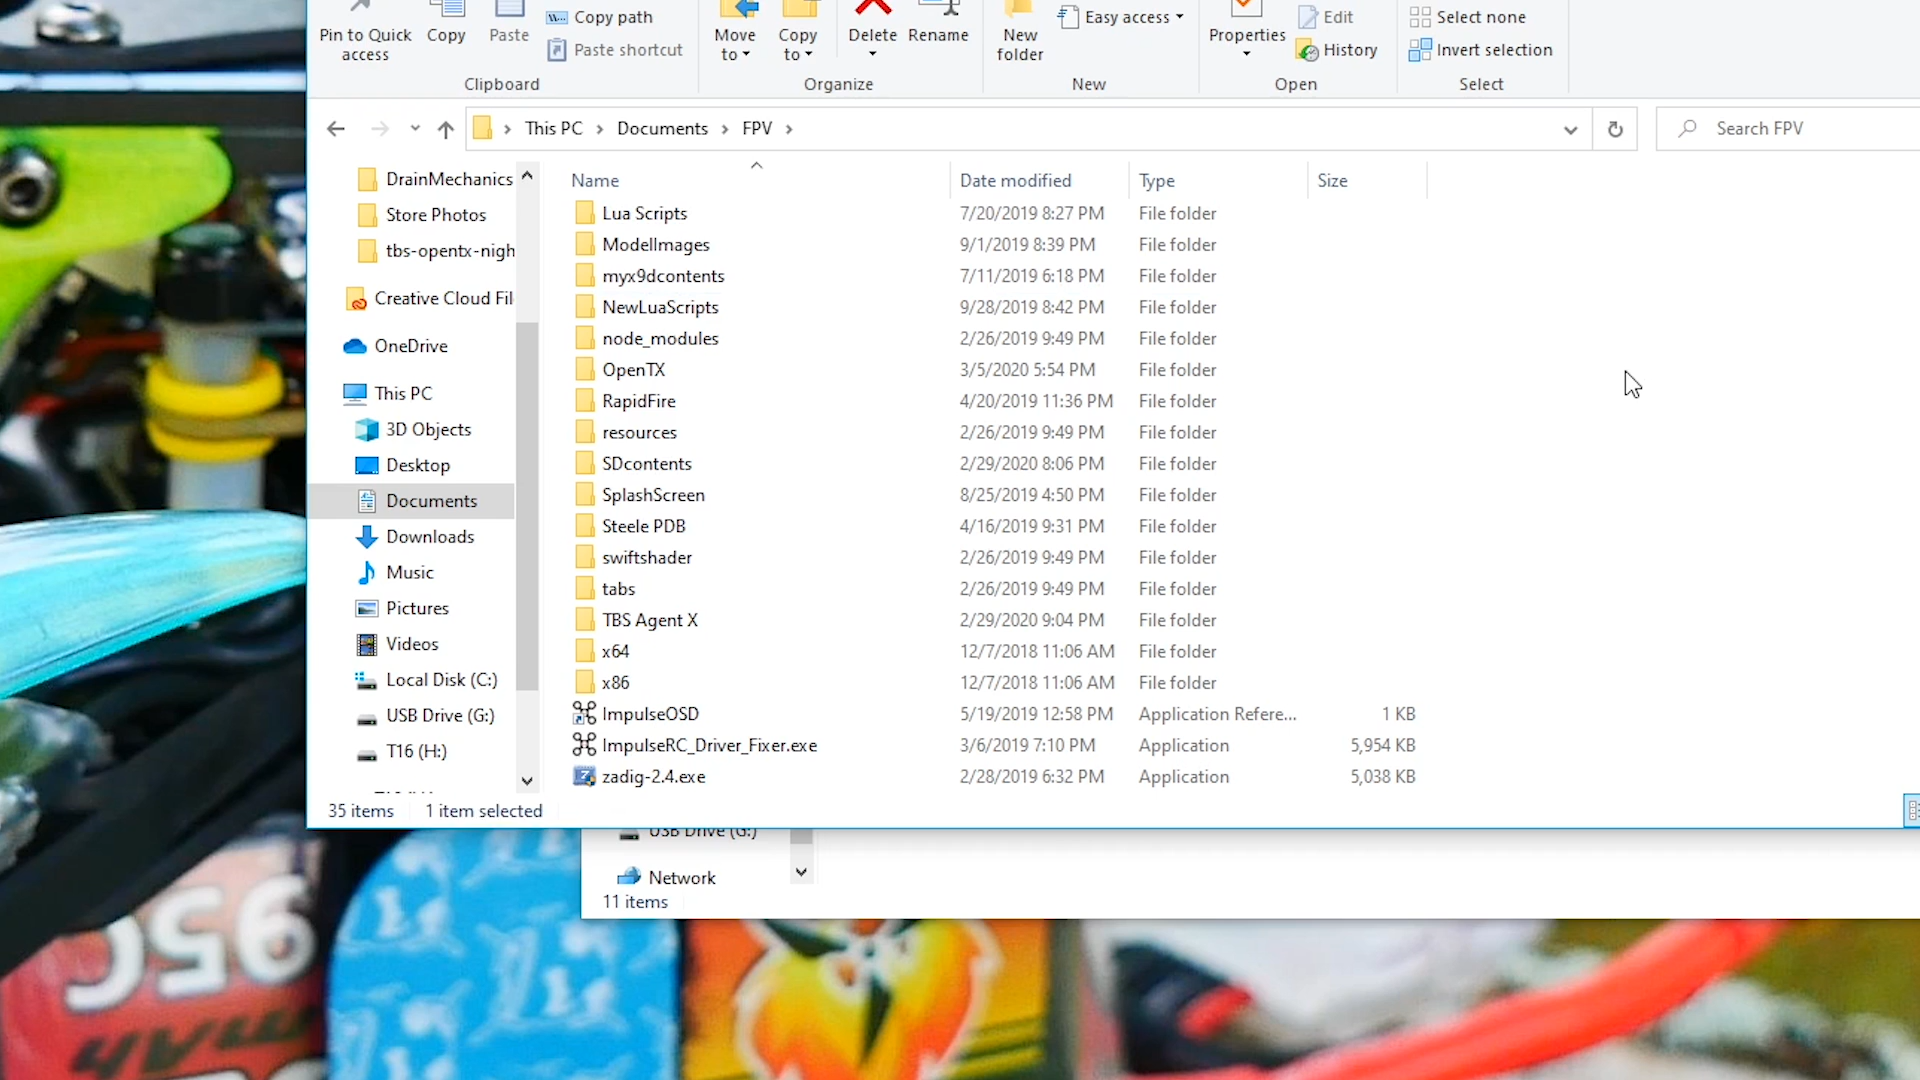 Pin to Quick access
Copy
Paste
Copy path
Paste shortcut
Move to
Copy to
Delete
Rename
New folder
Easy access
Properties
Edit
History
Select none
Invert selection
Clipboard
Organize
New
Open
Select
This PC > Documents > FPV >
Search FPV
DrainMechanics
Store Photos
tbs-opentx-nigh
Creative Cloud Fil
OneDrive
This PC
3D Objects
Desktop
Documents
Downloads
Music
Pictures
Videos
Local Disk (C:)
USB Drive (G:)
T16 (H:)
Name Date modified Type Size
Lua Scripts 7/20/2019 8:27 PM File folder
ModelImages 9/1/2019 8:39 PM File folder
myx9dcontents 7/11/2019 6:18 PM File folder
NewLuaScripts 9/28/2019 8:42 PM File folder
node_modules 2/26/2019 9:49 PM File folder
OpenTX 3/5/2020 5:54 PM File folder
RapidFire 4/20/2019 11:36 PM File folder
resources 2/26/2019 9:49 PM File folder
SDcontents 2/29/2020 8:06 PM File folder
SplashScreen 8/25/2019 4:50 PM File folder
Steele PDB 4/16/2019 9:31 PM File folder
swiftshader 2/26/2019 9:49 PM File folder
tabs 2/26/2019 9:49 PM File folder
TBS Agent X 2/29/2020 9:04 PM File folder
x64 12/7/2018 11:06 AM File folder
x86 12/7/2018 11:06 AM File folder
ImpulseOSD 5/19/2019 12:58 PM Application Refere... 1 KB
ImpulseRC_Driver_Fixer.exe 3/6/2019 7:10 PM Application 5,954 KB
zadig-2.4.exe 2/28/2019 6:32 PM Application 5,038 KB
35 items 1 item selected
USB Drive (G:)
Network
11 items
95C